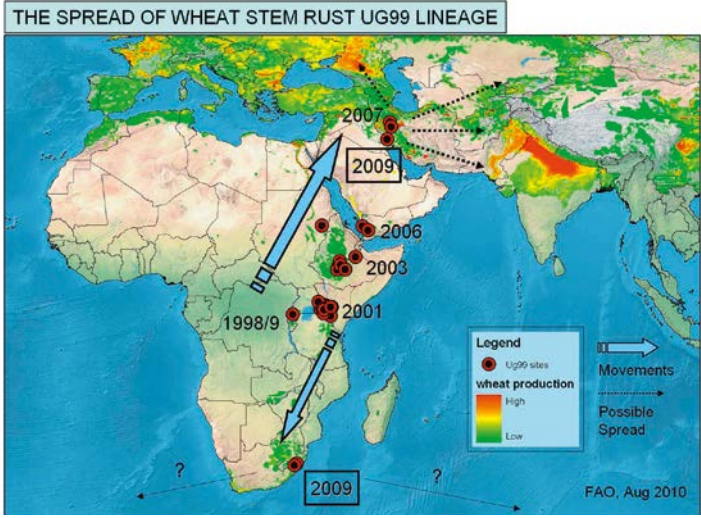 THE SPREAD OF WHEAT STEM RUST UG99 LINEAGE
2007
2009
2006
2003
1998/9
2001
Legend
Ug99 sites
wheat production
High
Low
Movements
Possible
Spread
?
?
2009
FAO, Aug 2010